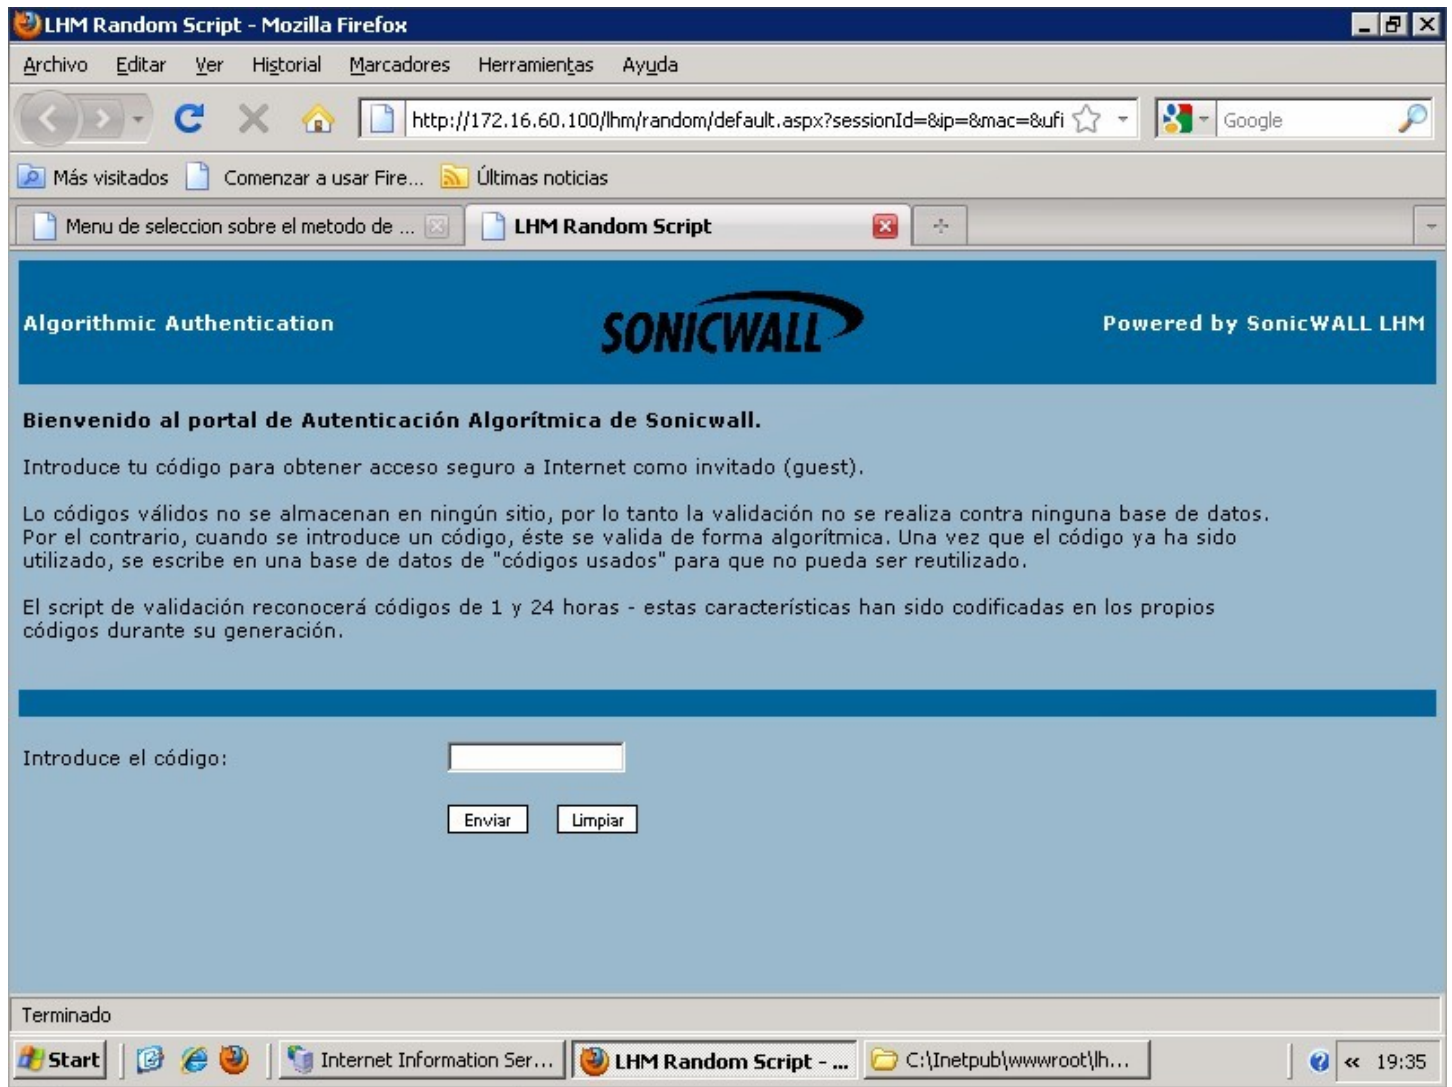 LHM Random Script - Mozilla Firefox
Archivo Editar Ver Historial Marcadores Herramientas Ayuda
http://172.16.60.100/lhm/random/default.aspx?sessionId=&ip=&mac=&ufi Google
Más visitados Comenzar a usar Fire... Últimas noticias
Menu de seleccion sobre el metodo de ... LHM Random Script
Algorithmic Authentication SONICWALL Powered by SonicWALL LHM
Bienvenido al portal de Autenticación Algorítmica de Sonicwall.
Introduce tu código para obtener acceso seguro a Internet como invitado (guest).
Lo códigos válidos no se almacenan en ningún sitio, por lo tanto la validación no se realiza contra ninguna base de datos.
Por el contrario, cuando se introduce un código, éste se valida de forma algorítmica. Una vez que el código ya ha sido
utilizado, se escribe en una base de datos de "códigos usados" para que no pueda ser reutilizado.
El script de validación reconocerá códigos de 1 y 24 horas - estas características han sido codificadas en los propios
códigos durante su generación.
Introduce el código:
Enviar Limpiar
Terminado
Start Internet Information Ser... LHM Random Script - ... C:\Inetpub\wwwroot\lh... 19:35